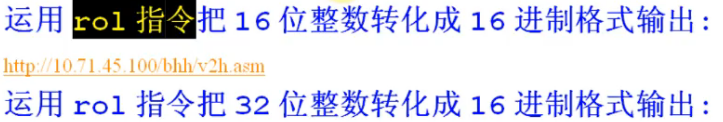 运用 rol 指令把 16 位整数转化成 16 进制格式输出:
http://10.71.45.100/bhh/v2h.asm
运用 rol 指令把 32 位整数转化成 16 进制格式输出: